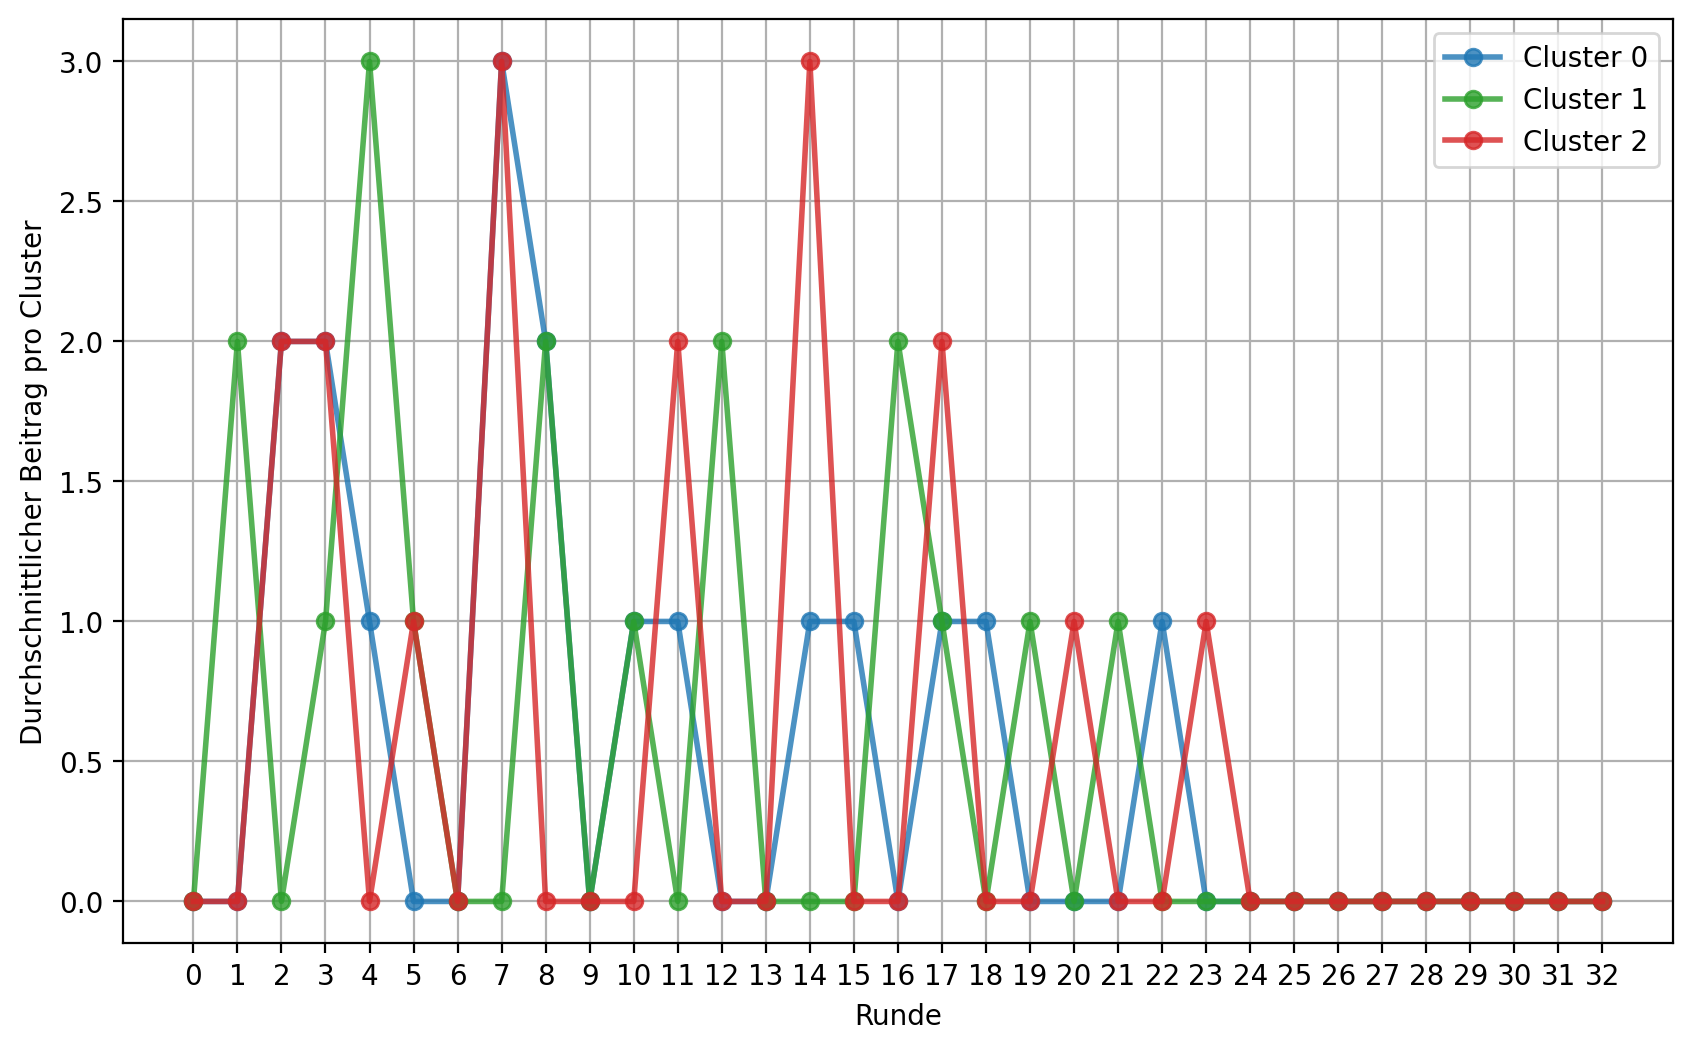 3.0
2.5
2.0
1.5
1.0
0.5
0.0
Durchschnittlicher Beitrag pro Cluster
Cluster 0
Cluster 1
Cluster 2
0 1 2 3 4 5 6 7 8 9 10 11 12 13 14 15 16 17 18 19 20 21 22 23 24 25 26 27 28 29 30 31 32
Runde